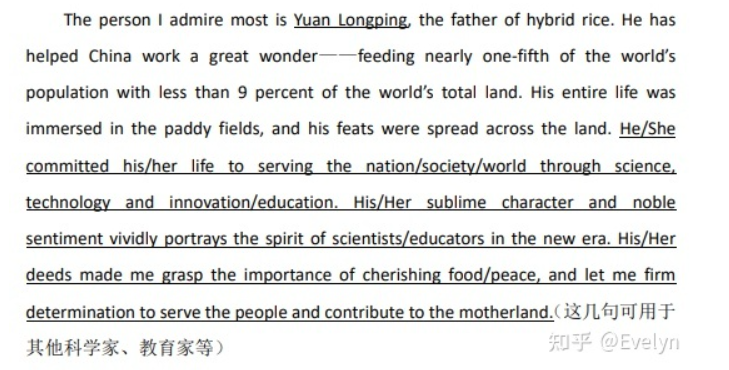 The person I admire most is Yuan Longping, the father of hybrid rice. He has
helped China work a great wonder——feeding nearly one-fifth of the world's
population with less than 9 percent of the world's total land. His entire life was
immersed in the paddy fields, and his feats were spread across the land. He/She
committed his/her life to serving the nation/society/world through science,
technology and innovation/education. His/Her sublime character and noble
sentiment vividly portrays the spirit of scientists/educators in the new era. His/Her
deeds made me grasp the importance of cherishing food/peace, and let me firm
determination to serve the people and contribute to the motherland.(这几句可用于
其他科学家、教育家等)
知乎 @Evelyn